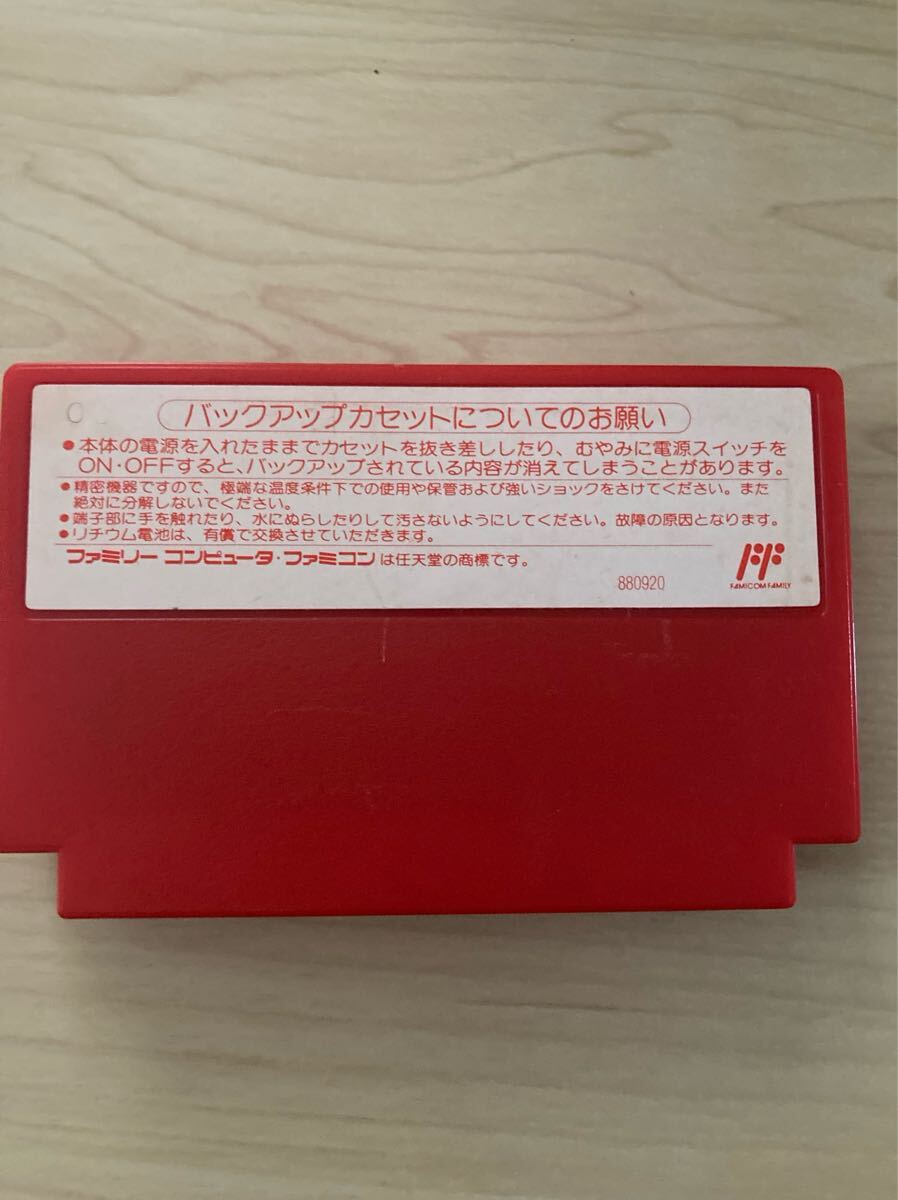 バックアップカセットについてのお願い
●本体の電源を入れたままでカセットを抜き差ししたり、むやみに電源スイッチを
ON・OFFすると、バックアップされている内容が消えてしまうことがあります。
●精密機器ですので、極端な温度条件下での使用や保管および強いショックをさけてください。また
絶対に分解しないでください。
●端子部に手を触れたり、水にぬらしたりして汚さないようにしてください。故障の原因となります。
●リチウム電池は、有償で交換させていただきます。
ファミリー コンピュータ・ファミコンは任天堂の商標です。
880920
FAMICOM FAMILY